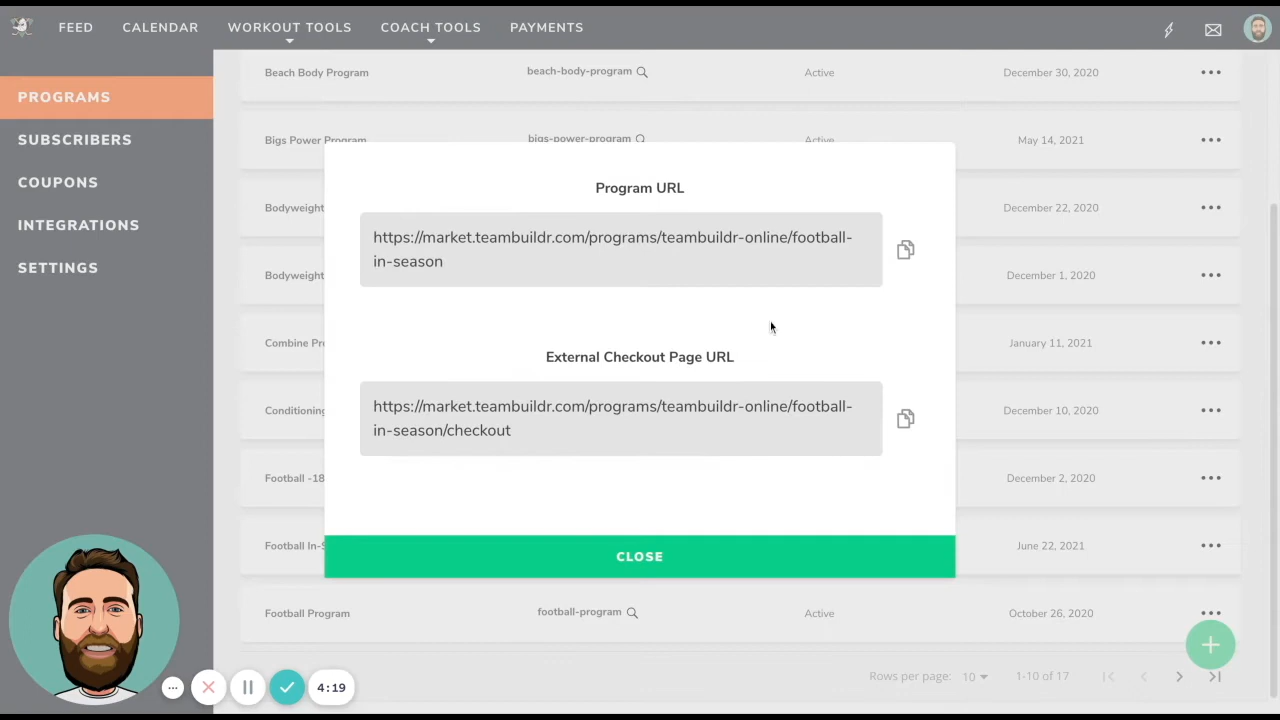 FEED CALENDAR WORKOUT TOOLS COACH TOOLS PAYMENTS
PROGRAMS
SUBSCRIBERS
COUPONS
INTEGRATIONS
SETTINGS
Beach Body Program beach-body-program Active December 30, 2020
Bigs Power Program bigs-power-program Active May 14, 2021
Bodyweight December 22, 2020
Bodyweight December 1, 2020
Combine Pro January 11, 2021
Conditioning December 10, 2020
Football -18 December 2, 2020
Football In-S June 22, 2021
Football Program football-program Active October 26, 2020
Program URL
https://market.teambuildr.com/programs/teambuildr-online/football-
in-season
External Checkout Page URL
https://market.teambuildr.com/programs/teambuildr-online/football-
in-season/checkout
CLOSE
Rows per page: 10 1-10 of 17
4:19